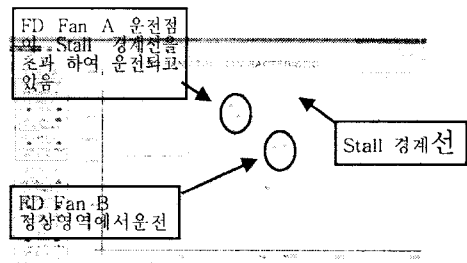 FD Fan A 운전점
이 Stall 경계선을
초과 하여 운전되고
있음
Stall 경계선
FD Fan B
정상영역에서운전